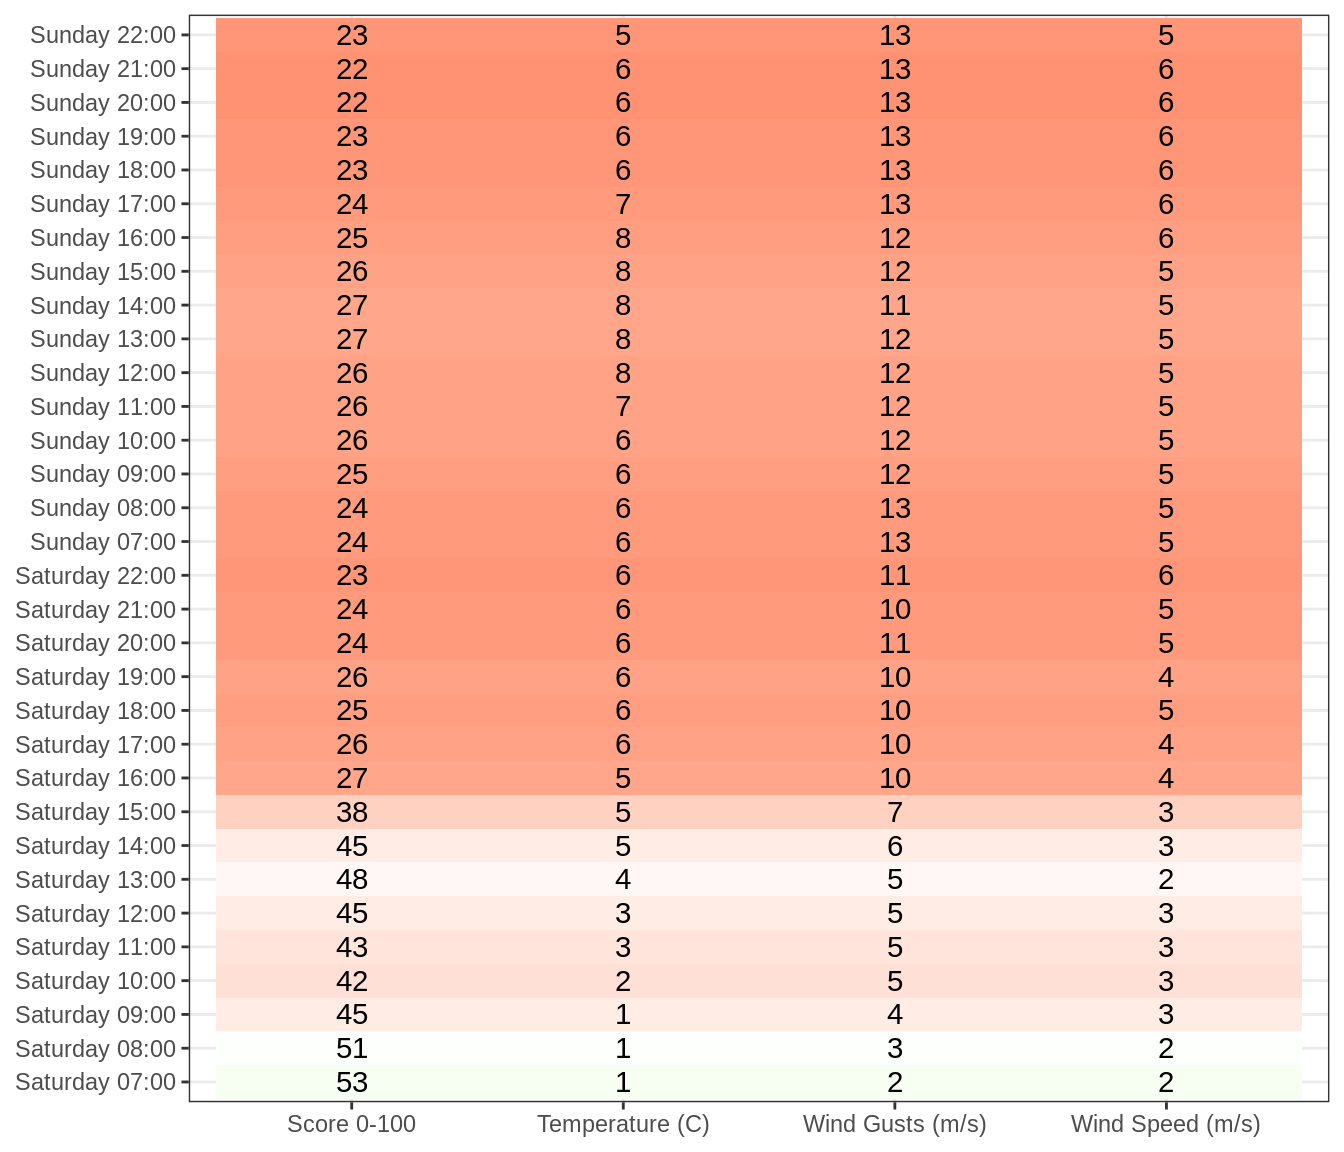 Sunday 22:00 23 5 13 5
Sunday 21:00 22 6 13 6
Sunday 20:00 22 6 13 6
Sunday 19:00 23 6 13 6
Sunday 18:00 23 6 13 6
Sunday 17:00 24 7 13 6
Sunday 16:00 25 8 12 6
Sunday 15:00 26 8 12 5
Sunday 14:00 27 8 11 5
Sunday 13:00 27 8 12 5
Sunday 12:00 26 8 12 5
Sunday 11:00 26 7 12 5
Sunday 10:00 26 6 12 5
Sunday 09:00 25 6 12 5
Sunday 08:00 24 6 13 5
Sunday 07:00 24 6 13 5
Saturday 22:00 23 6 11 6
Saturday 21:00 24 6 10 5
Saturday 20:00 24 6 11 5
Saturday 19:00 26 6 10 4
Saturday 18:00 25 6 10 5
Saturday 17:00 26 6 10 4
Saturday 16:00 27 5 10 4
Saturday 15:00 38 5 7 3
Saturday 14:00 45 5 6 3
Saturday 13:00 48 4 5 2
Saturday 12:00 45 3 5 3
Saturday 11:00 43 3 5 3
Saturday 10:00 42 2 5 3
Saturday 09:00 45 1 4 3
Saturday 08:00 51 1 3 2
Saturday 07:00 53 1 2 2
Score 0-100 Temperature (C) Wind Gusts (m/s) Wind Speed (m/s)